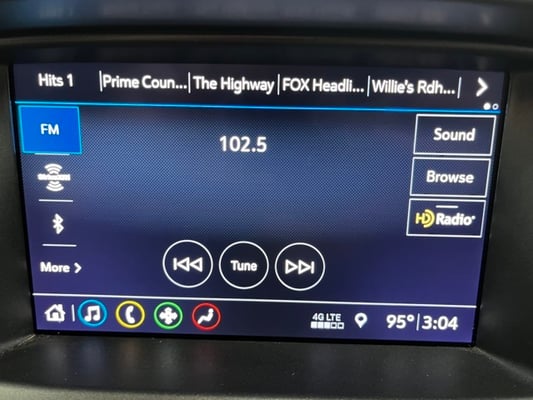 Hits 1 Prime Coun... The Highway FOX Headli... Willie's Rdh...
FM
102.5
Sound
SiriusXM
Browse
HD Radio
More
Tune
4G LTE
95° 3:04